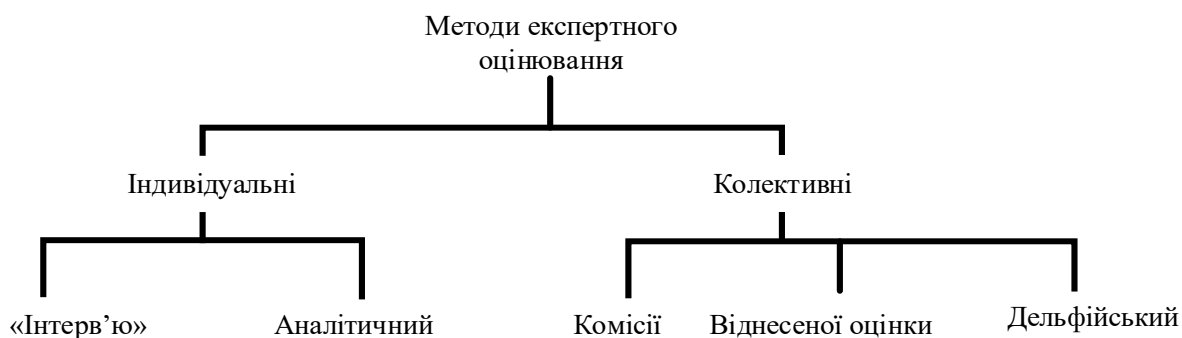 Методи експертного
оцінювання
Індивідуальні
Колективні
«Інтерв’ю»
Аналітичний
Комісії
Віднесеної оцінки
Дельфійський